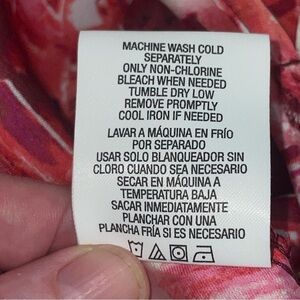 MACHINE WASH COLD
SEPARATELY
ONLY NON-CHLORINE
BLEACH WHEN NEEDED
TUMBLE DRY LOW
REMOVE PROMPTLY
COOL IRON IF NEEDED
LAVAR A MÁQUINA EN FRÍO
POR SEPARADO
USAR SOLO BLANQUEADOR SIN
CLORO CUANDO SEA NECESARIO
SECAR EN MÁQUINA A
TEMPERATURA BAJA
SACAR INMEDIATAMENTE
PLANCHAR CON UNA
PLANCHA FRÍA SI ES NECESARIO